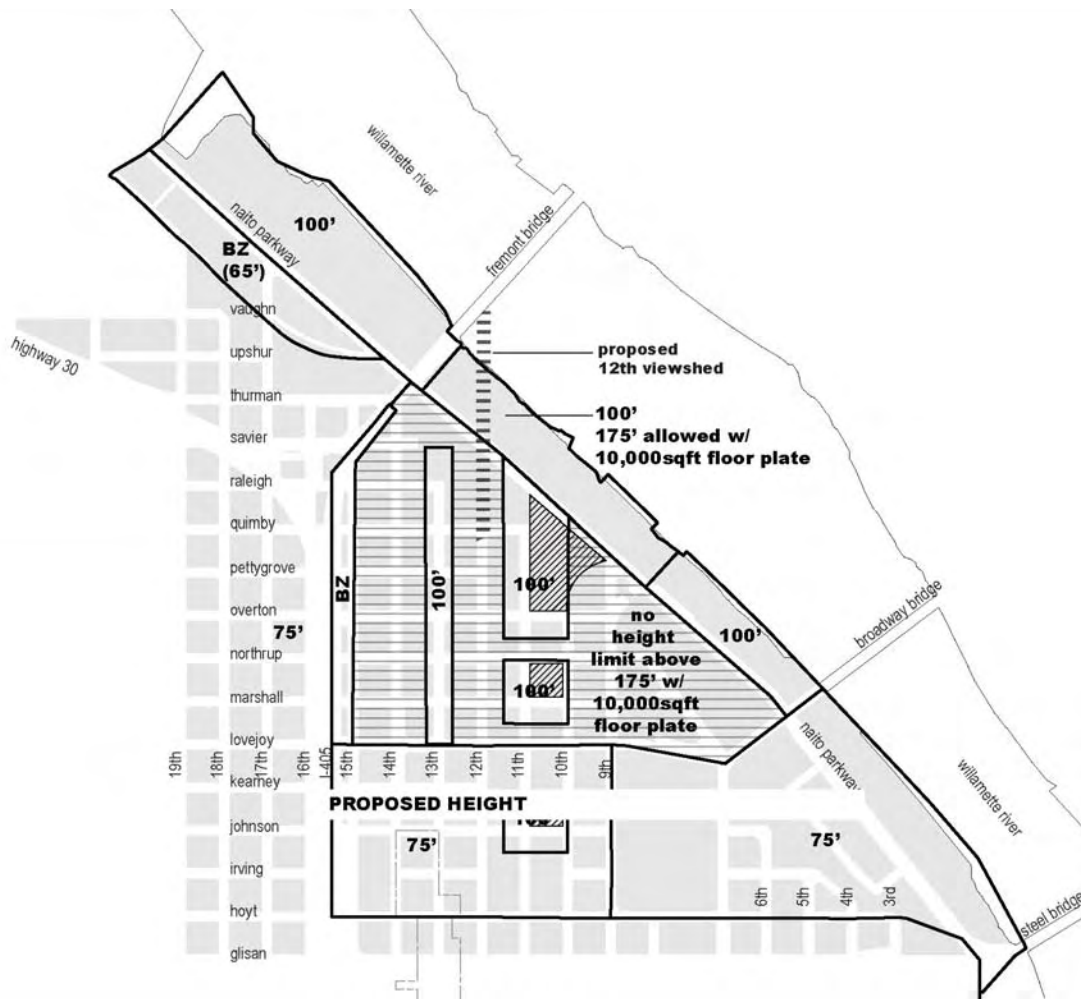 willamette river
fremont bridge
naito parkway
100'
BZ
(65')
vaughn
highway 30
upshur
proposed
12th viewshed
thurman
100'
175' allowed w/
10,000sqft floor plate
savier
raleigh
quimby
pettygrove
BZ
100'
100'
overton
75'
no
height
limit above
175' w/
10,000sqft
floor plate
100'
broadway bridge
northrup
marshall
100'
lovejoy
19th
18th
17th
16th
I-405
15th
14th
13th
12th
11th
10th
9th
naito parkway
willamette river
kearney
PROPOSED HEIGHT
johnson
75'
75'
irving
6th
5th
4th
3rd
hoyt
steel bridge
glisan